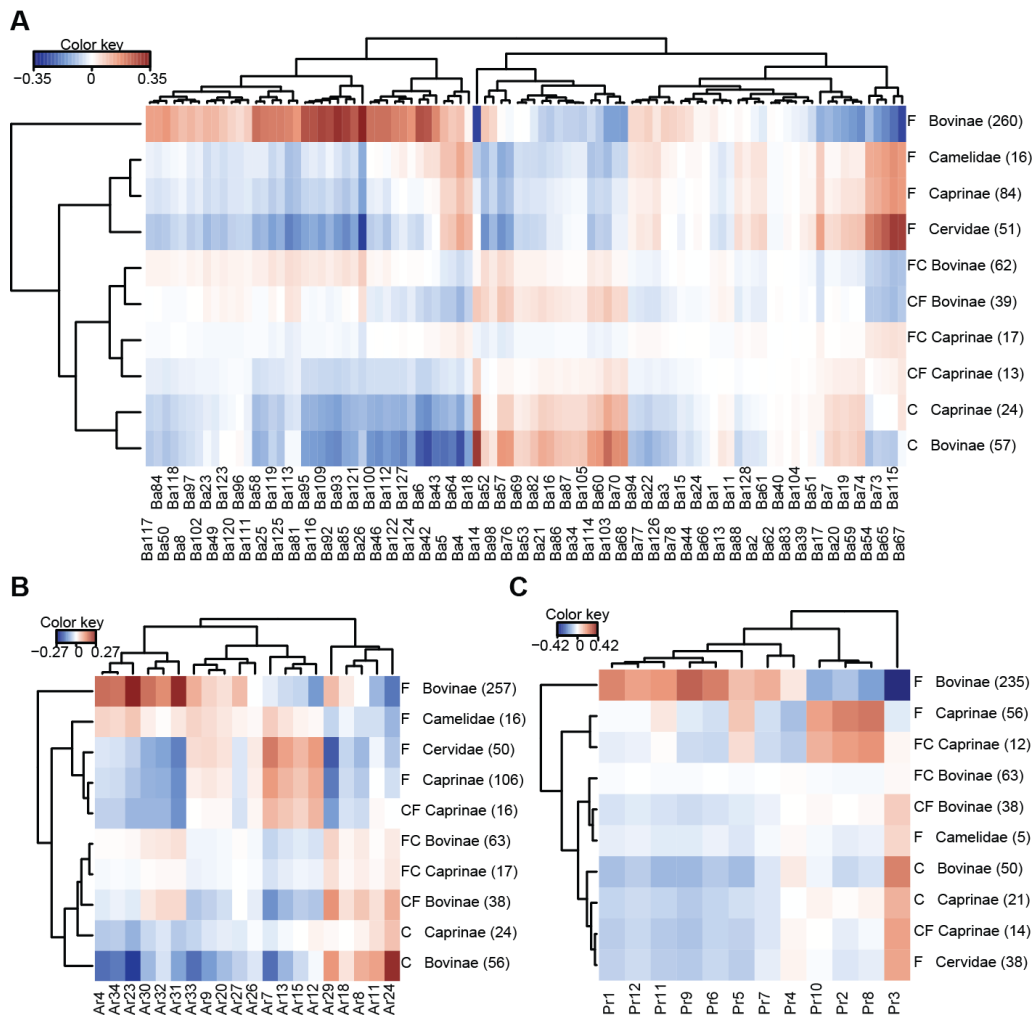 A
Color key
−0.35 0 0.35
F Bovinae (260)
F Camelidae (16)
F Caprinae (84)
F Cervidae (51)
FC Bovinae (62)
CF Bovinae (39)
FC Caprinae (17)
CF Caprinae (13)
C Caprinae (24)
C Bovinae (57)
Ba84 Ba118 Ba97 Ba23 Ba123 Ba96 Ba58 Ba119 Ba113 Ba95 Ba109 Ba93 Ba121 Ba100 Ba112 Ba127 Ba6 Ba43 Ba64 Ba18 Ba52 Ba57 Ba69 Ba82 Ba16 Ba87 Ba105 Ba60 Ba70 Ba94 Ba22 Ba3 Ba15 Ba24 Ba1 Ba128 Ba61 Ba40 Ba104 Ba51 Ba7 Ba19 Ba74 Ba73 Ba115
Ba117 Ba50 Ba8 Ba102 Ba120 Ba111 Ba25 Ba125 Ba81 Ba116 Ba92 Ba85 Ba26 Ba46 Ba122 Ba124 Ba42 Ba5 Ba4 Ba14 Ba98 Ba76 Ba53 Ba21 Ba86 Ba34 Ba114 Ba103 Ba68 Ba77 Ba126 Ba78 Ba44 Ba66 Ba13 Ba88 Ba2 Ba62 Ba83 Ba39 Ba17 Ba20 Ba59 Ba54 Ba65 Ba67
B
Color key
−0.27 0 0.27
F Bovinae (257)
F Camelidae (16)
F Cervidae (50)
F Caprinae (106)
CF Caprinae (16)
FC Bovinae (63)
FC Caprinae (17)
CF Bovinae (38)
C Caprinae (24)
C Bovinae (56)
Ar4 Ar34 Ar23 Ar30 Ar32 Ar31 Ar33 Ar9 Ar20 Ar27 Ar26 Ar7 Ar13 Ar15 Ar12 Ar29 Ar18 Ar8 Ar11 Ar24
C
Color key
−0.42 0 0.42
F Bovinae (235)
F Caprinae (56)
FC Caprinae (12)
FC Bovinae (63)
CF Bovinae (38)
F Camelidae (5)
C Bovinae (50)
C Caprinae (21)
CF Caprinae (14)
F Cervidae (38)
Pr1 Pr12 Pr11 Pr9 Pr6 Pr5 Pr7 Pr4 Pr10 Pr2 Pr8 Pr3